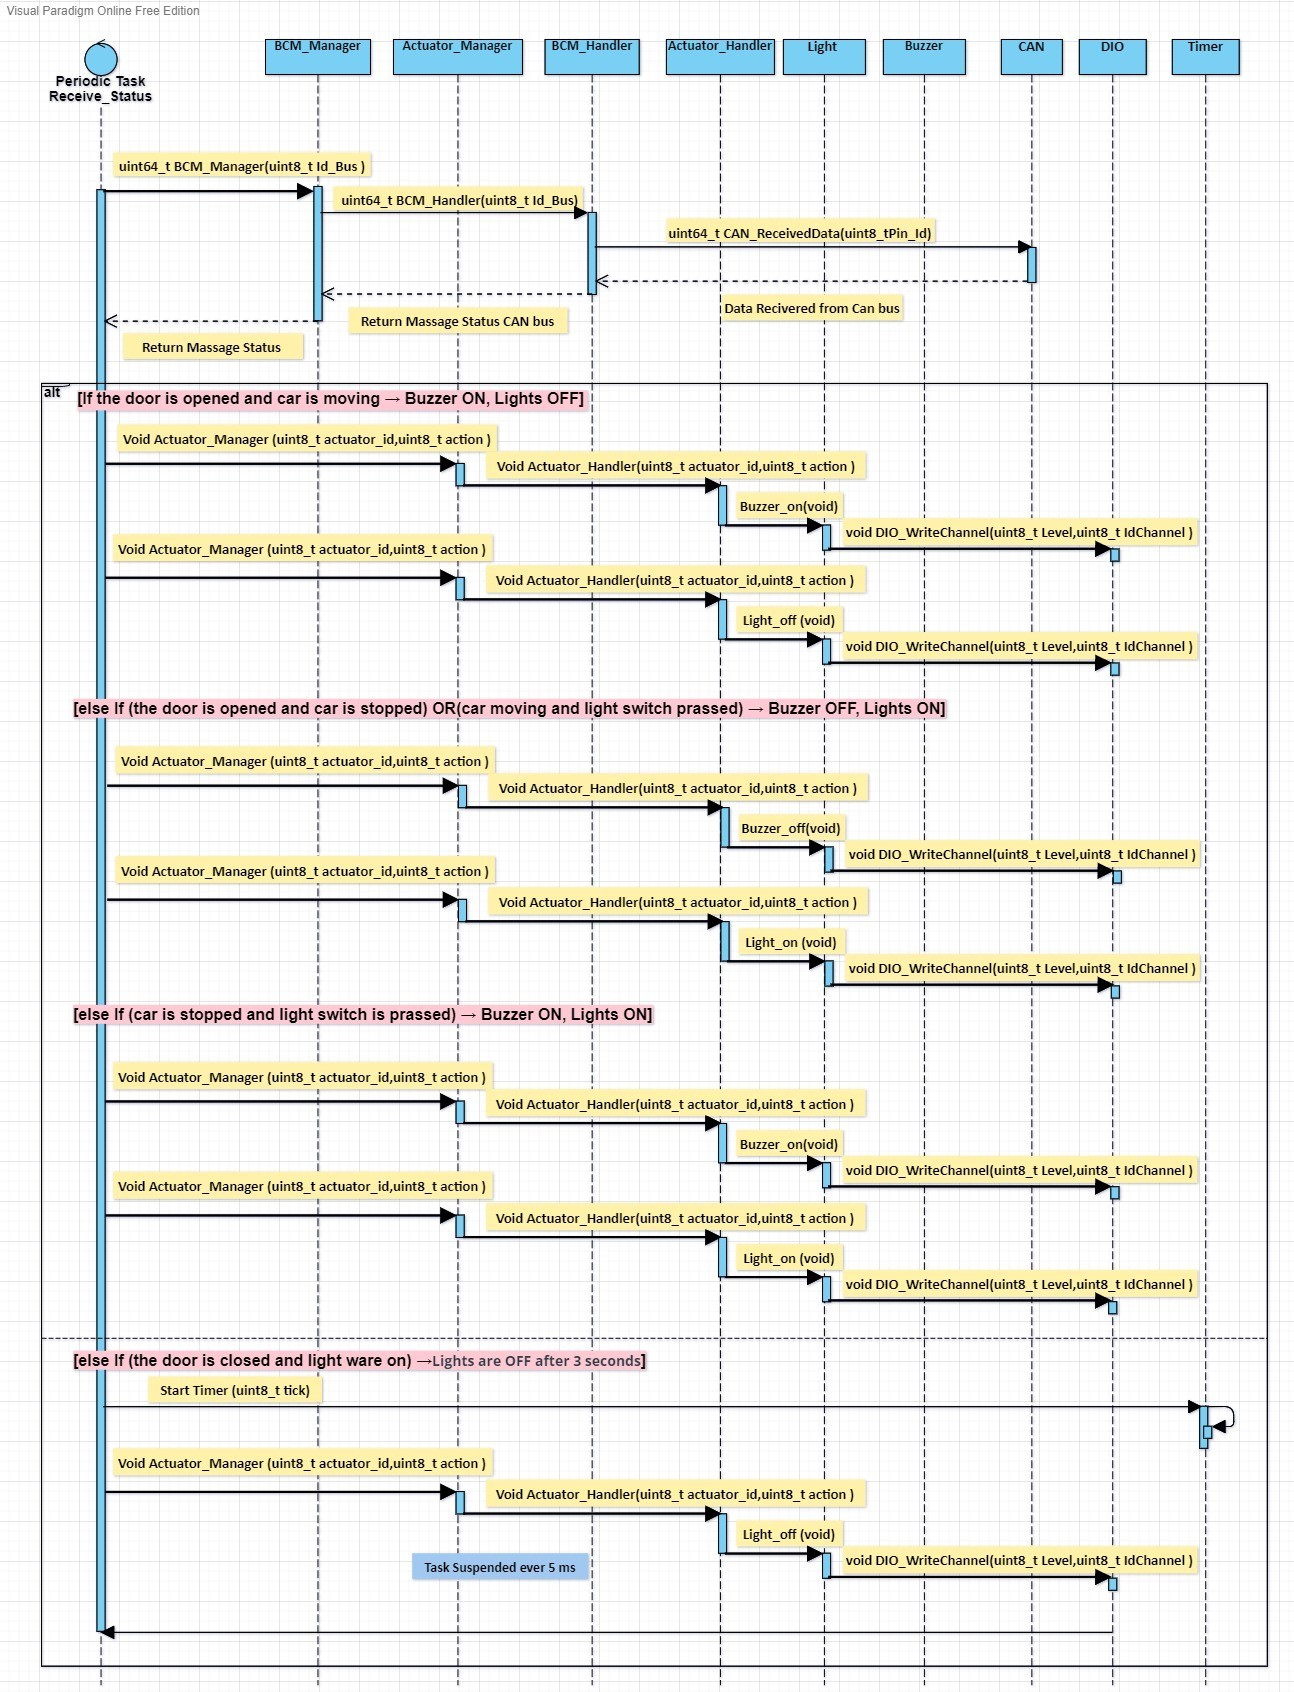 Visual Paradigm Online Free Edition
BCM_Manager
Actuator_Manager
BCM_Handler
Actuator_Handler
Light
Buzzer
CAN
DIO
Timer
Periodic Task
Receive_Status
uint64_t BCM_Manager(uint8_t Id_Bus )
uint64_t BCM_Handler(uint8_t Id_Bus)
uint64_t CAN_ReceivedData(uint8_tPin_Id)
Data Recivered from Can bus
Return Massage Status CAN bus
Return Massage Status
alt
[If the door is opened and car is moving → Buzzer ON, Lights OFF]
Void Actuator_Manager (uint8_t actuator_id,uint8_t action )
Void Actuator_Handler(uint8_t actuator_id,uint8_t action )
Buzzer_on(void)
void DIO_WriteChannel(uint8_t Level,uint8_t IdChannel )
Void Actuator_Manager (uint8_t actuator_id,uint8_t action )
Void Actuator_Handler(uint8_t actuator_id,uint8_t action )
Light_off (void)
void DIO_WriteChannel(uint8_t Level,uint8_t IdChannel )
[else If (the door is opened and car is stopped) OR(car moving and light switch prassed) → Buzzer OFF, Lights ON]
Void Actuator_Manager (uint8_t actuator_id,uint8_t action )
Void Actuator_Handler(uint8_t actuator_id,uint8_t action )
Buzzer_off(void)
void DIO_WriteChannel(uint8_t Level,uint8_t IdChannel )
Void Actuator_Manager (uint8_t actuator_id,uint8_t action )
Void Actuator_Handler(uint8_t actuator_id,uint8_t action )
Light_on (void)
void DIO_WriteChannel(uint8_t Level,uint8_t IdChannel )
[else If (car is stopped and light switch is prassed) → Buzzer ON, Lights ON]
Void Actuator_Manager (uint8_t actuator_id,uint8_t action )
Void Actuator_Handler(uint8_t actuator_id,uint8_t action )
Buzzer_on(void)
void DIO_WriteChannel(uint8_t Level,uint8_t IdChannel )
Void Actuator_Manager (uint8_t actuator_id,uint8_t action )
Void Actuator_Handler(uint8_t actuator_id,uint8_t action )
Light_on (void)
void DIO_WriteChannel(uint8_t Level,uint8_t IdChannel )
[else If (the door is closed and light ware on) →Lights are OFF after 3 seconds]
Start Timer (uint8_t tick)
Void Actuator_Manager (uint8_t actuator_id,uint8_t action )
Void Actuator_Handler(uint8_t actuator_id,uint8_t action )
Light_off (void)
void DIO_WriteChannel(uint8_t Level,uint8_t IdChannel )
Task Suspended ever 5 ms